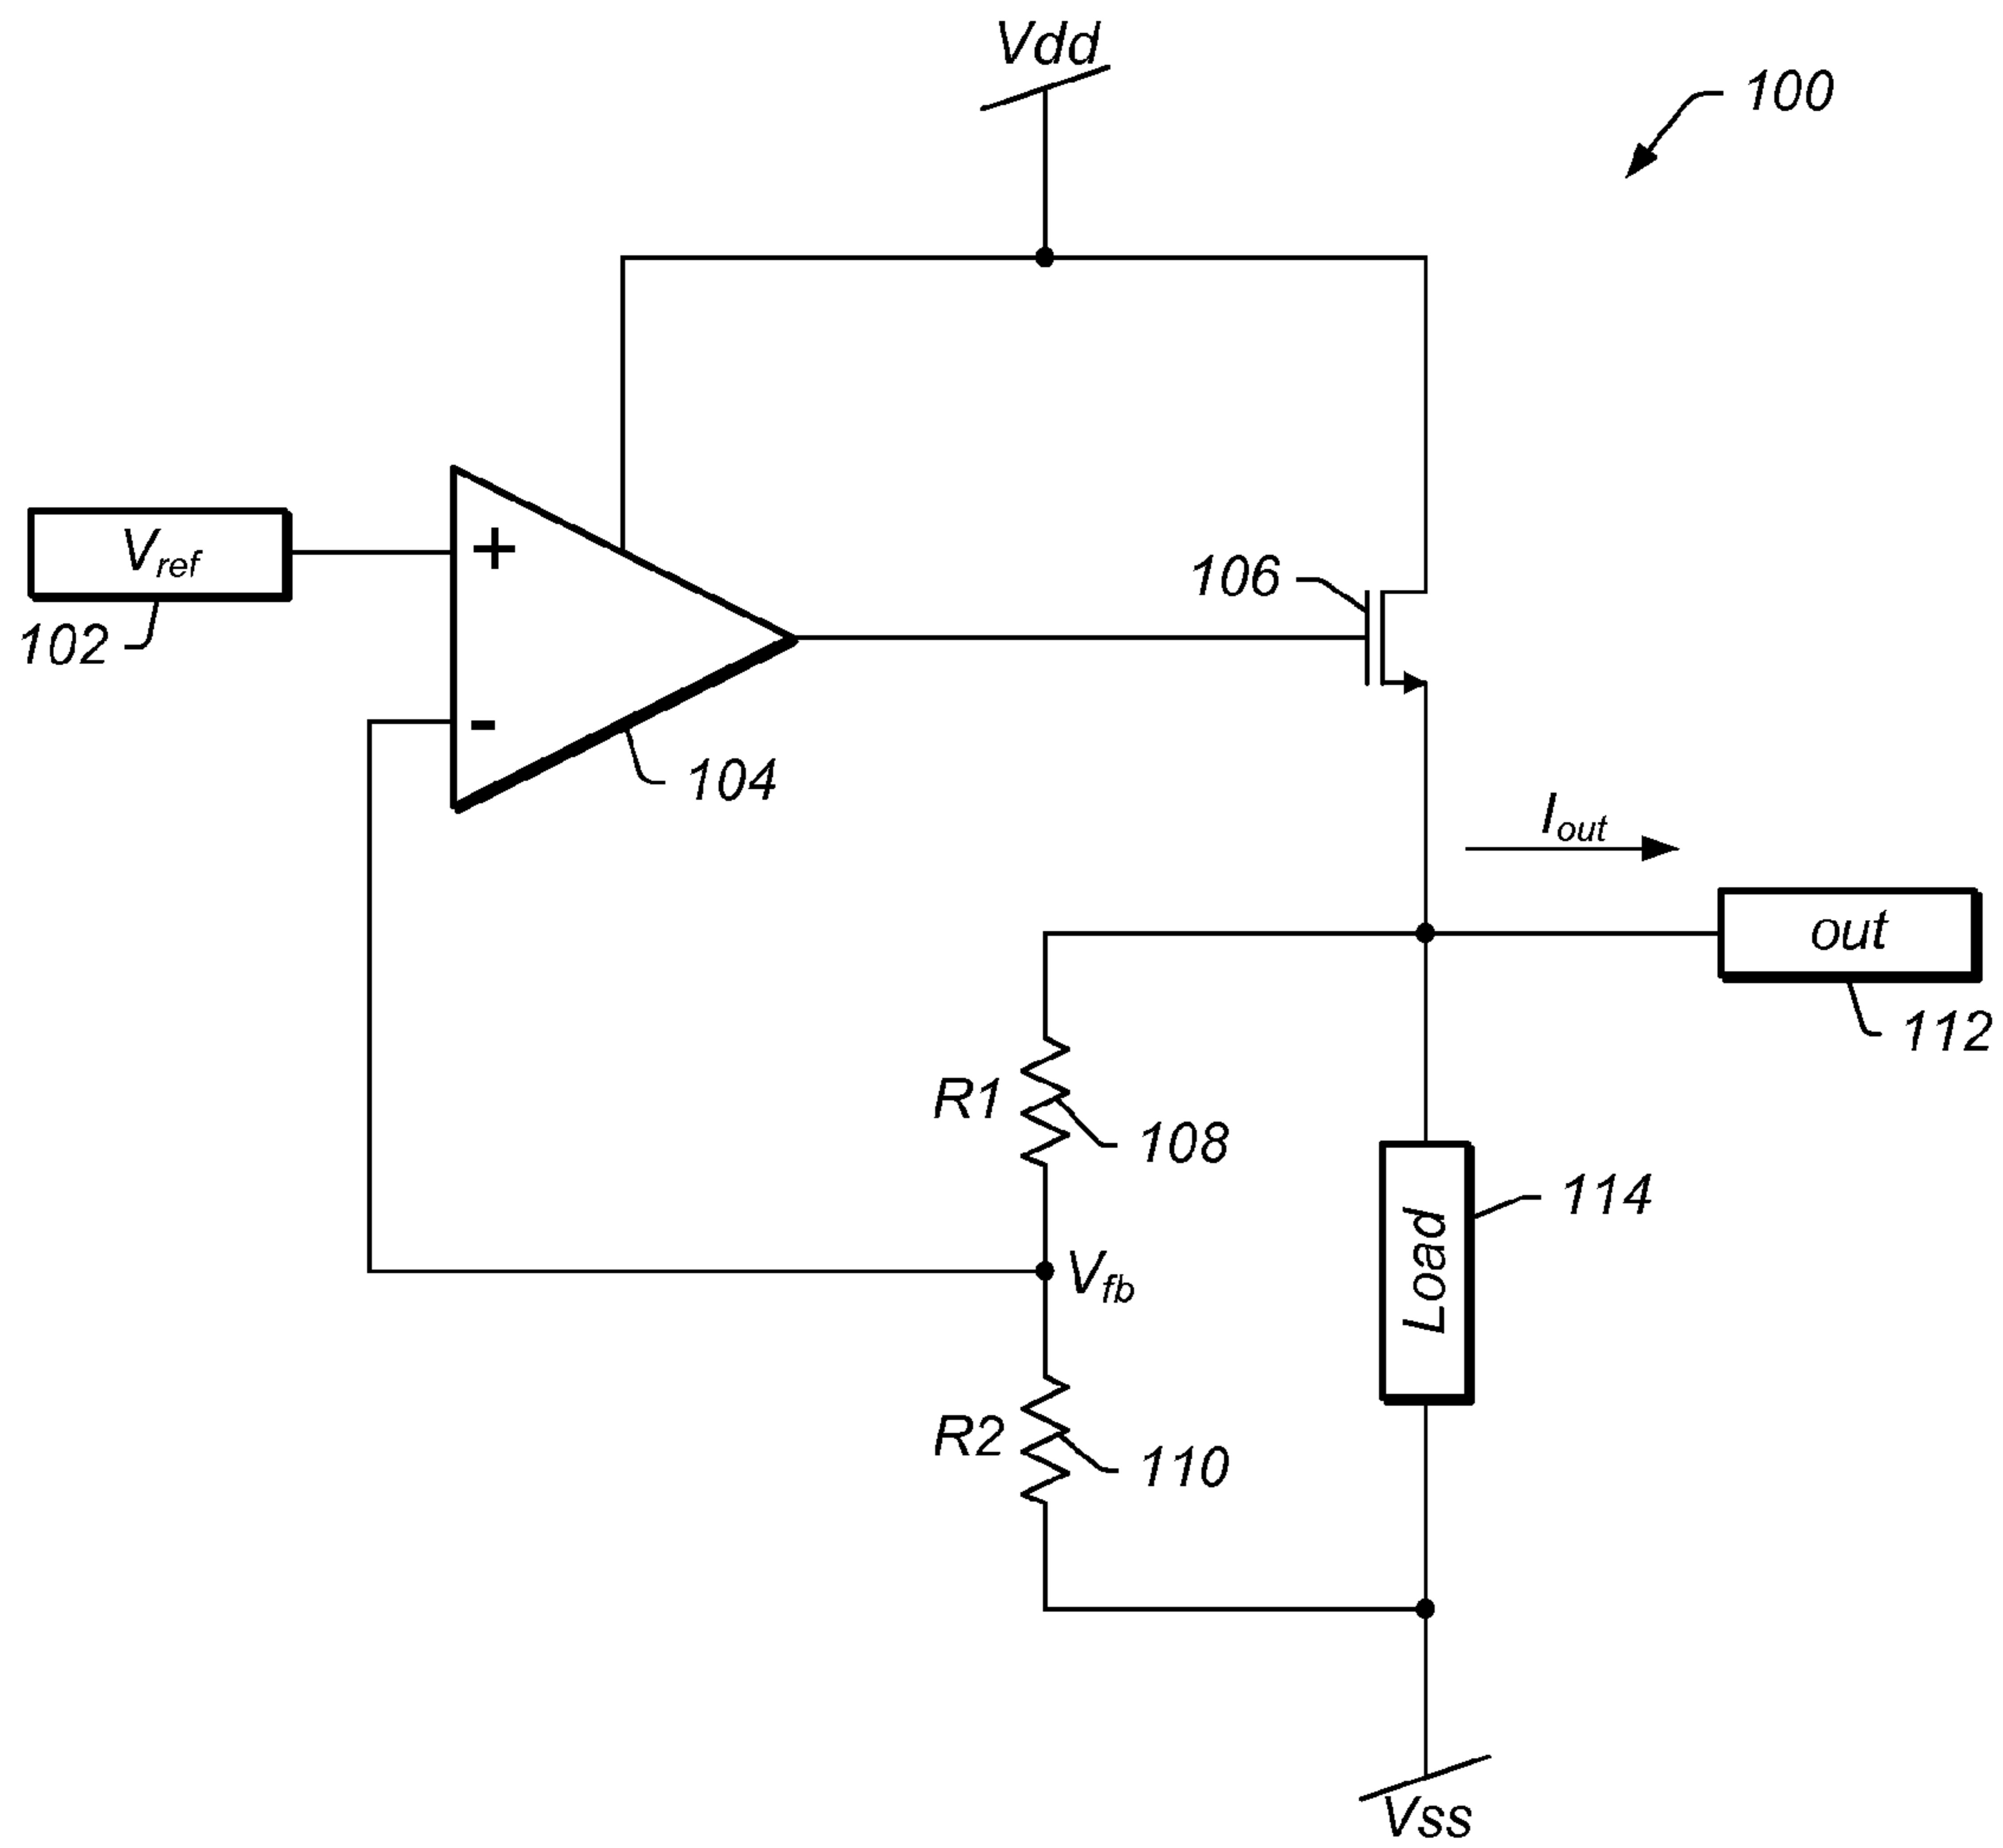 Vdd
100
Vref
102
+
-
104
106
Iout
out
112
R1
108
Vfb
R2
110
Load
114
Vss